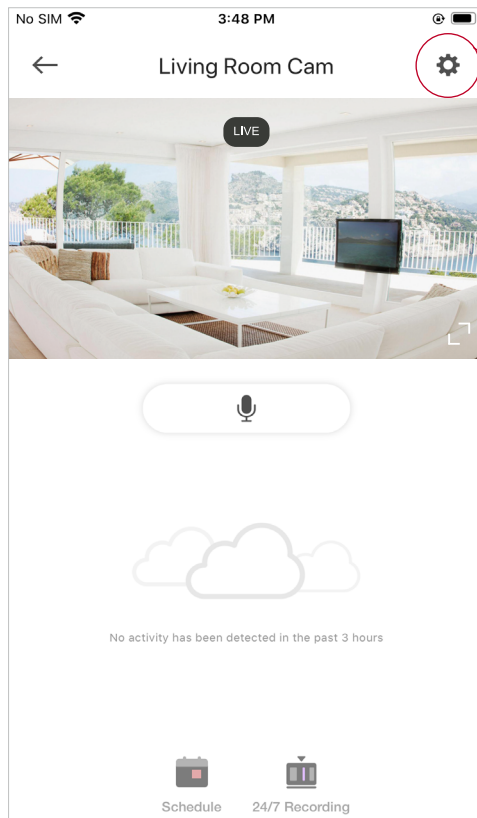 No SIM 3:48 PM
Living Room Cam
LIVE
No activity has been detected in the past 3 hours
Schedule 24/7 Recording